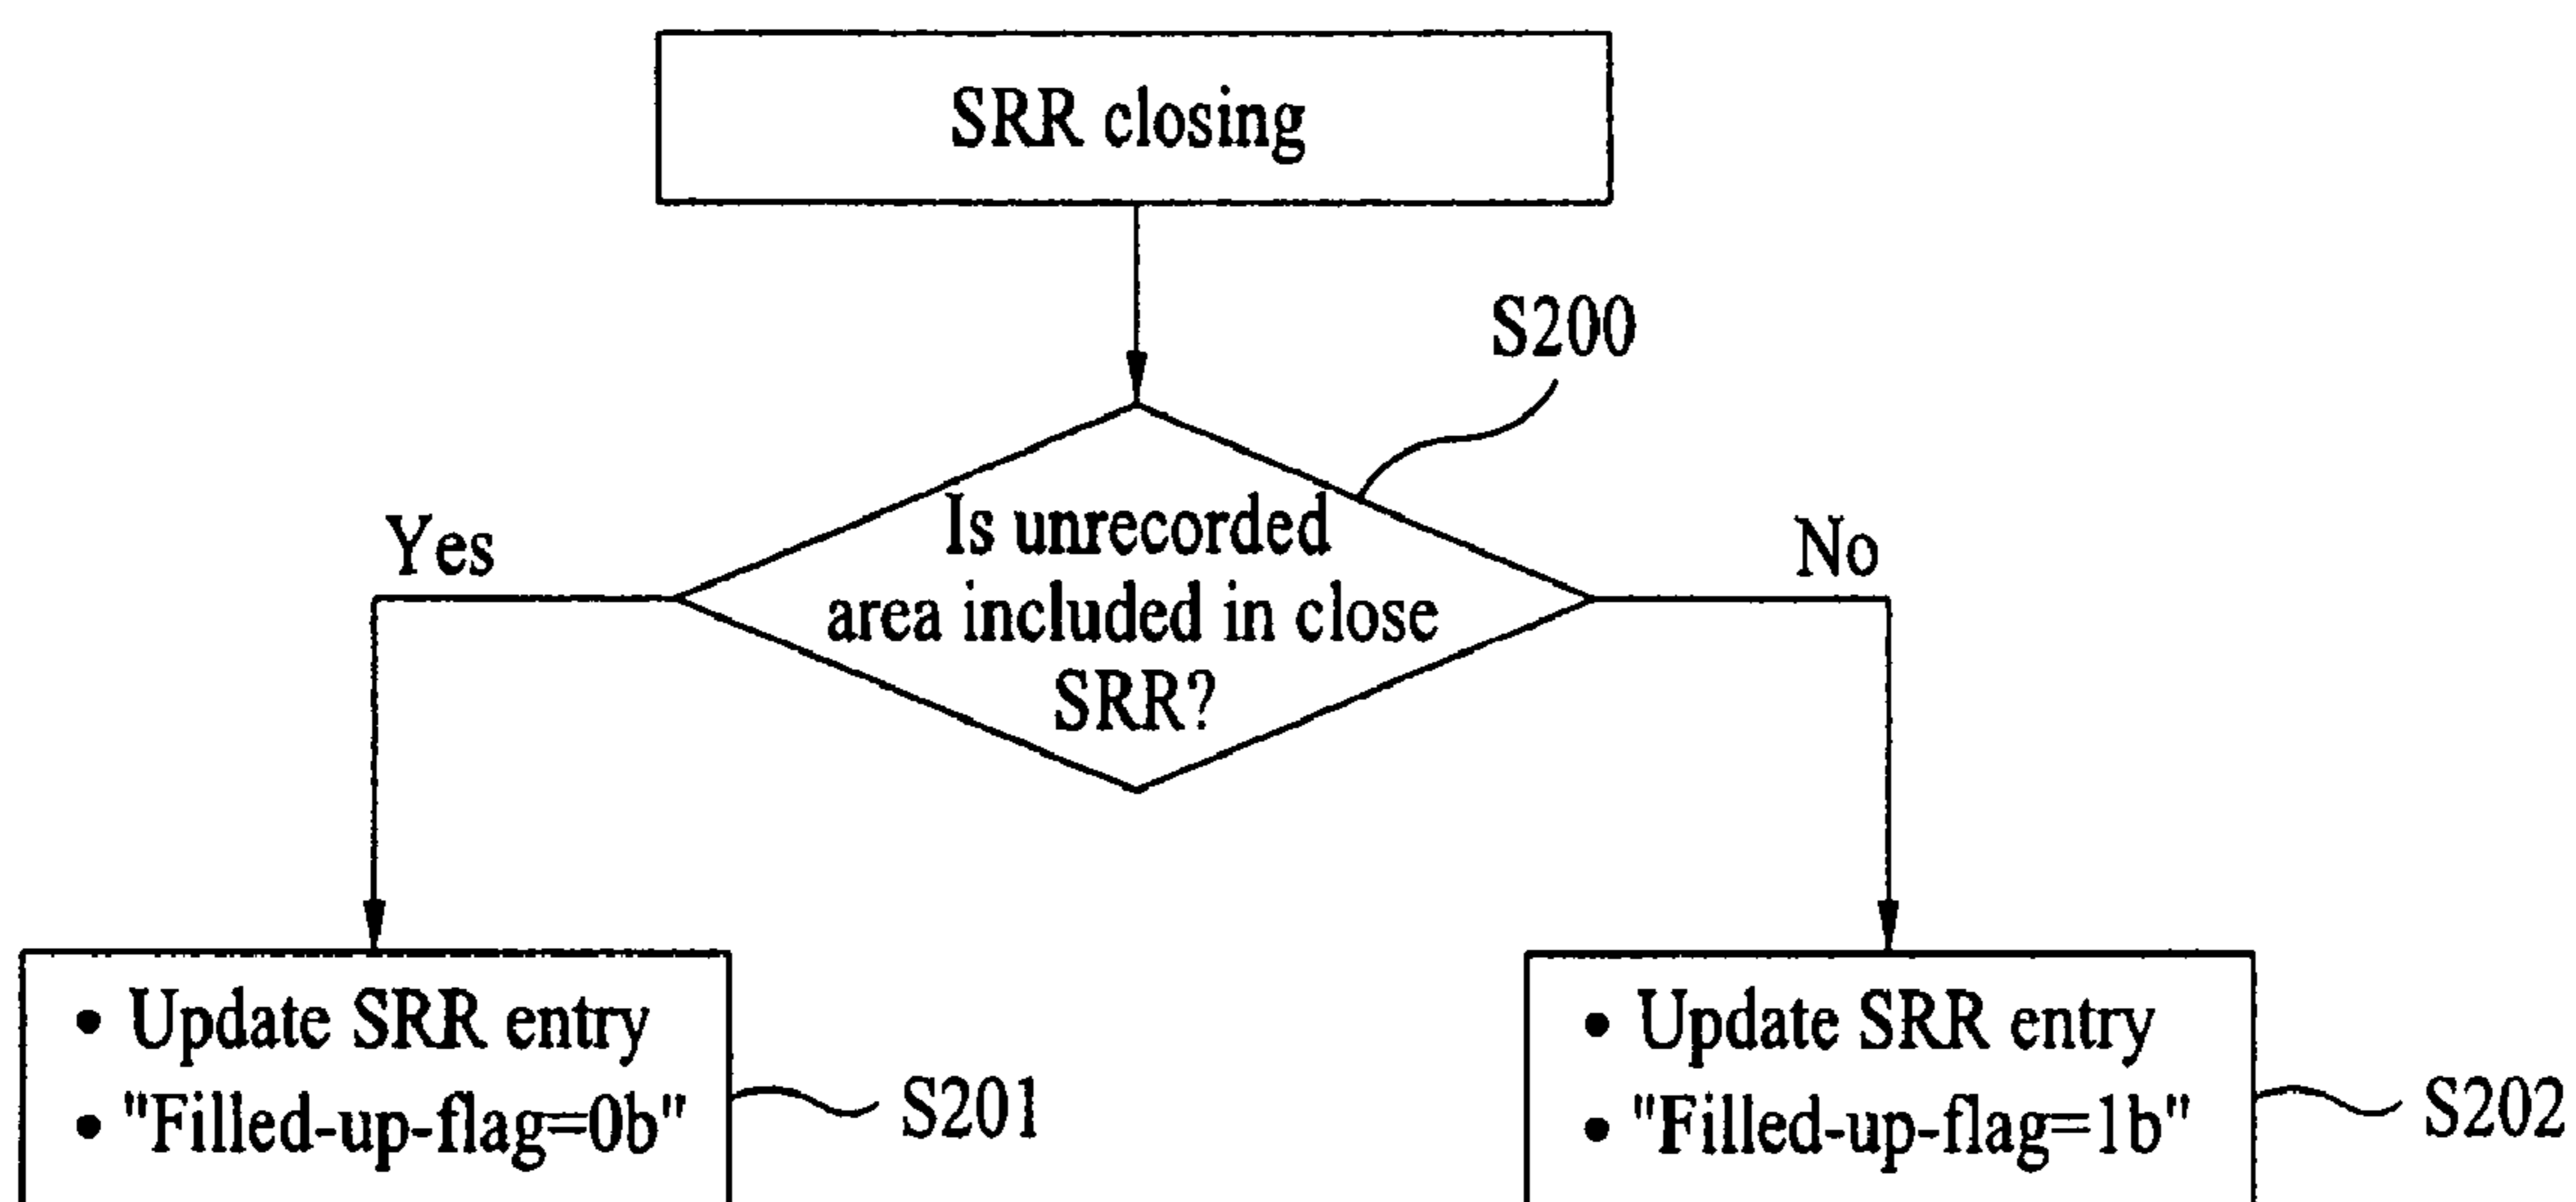 SRR closing
S200
Is unrecorded
area included in close
SRR?
Yes
No
• Update SRR entry
• "Filled-up-flag=0b"
S201
• Update SRR entry
• "Filled-up-flag=1b"
S202